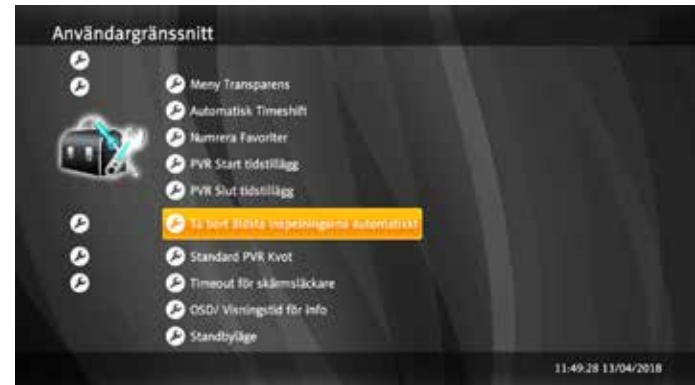 Användargränssnitt
Meny Transparens
Automatisk Timeshift
Numrera Favoriter
PVR Start tidstillägg
PVR Slut tidstillägg
Ta bort äldsta inspelningarna automatiskt
Standard PVR Kvot
Timeout för skärmsläckare
OSD/ Visningstid för Info
Standbyläge
11:49:28 13/04/2018